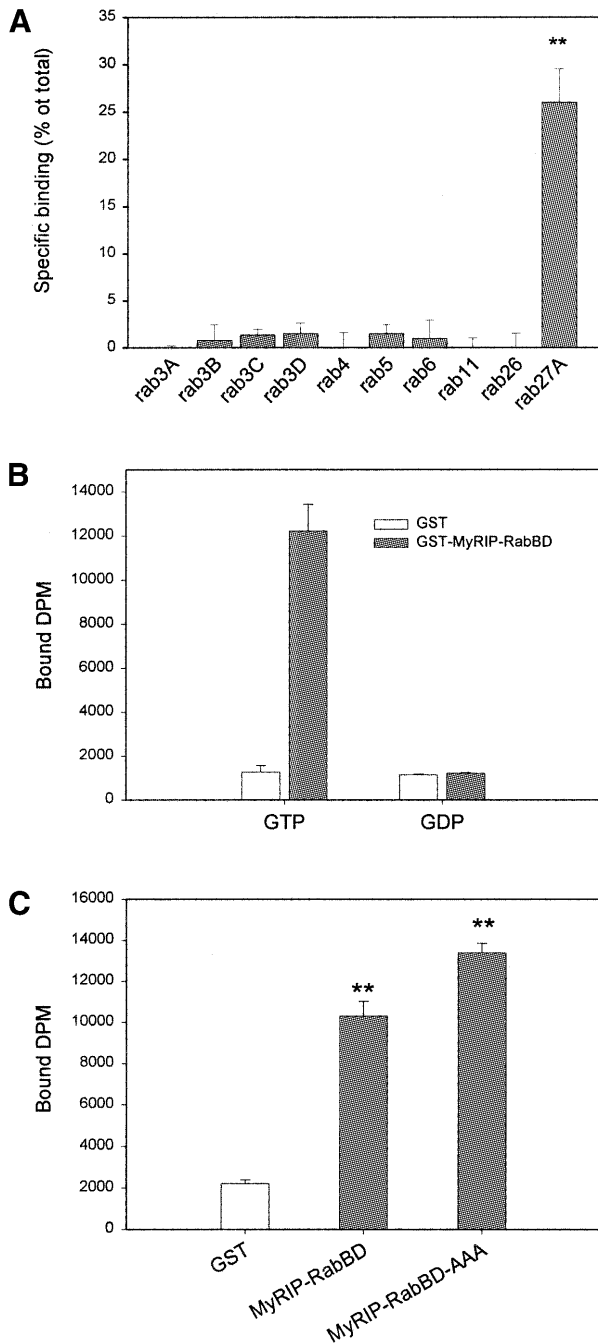 A
35
30
25
20
15
10
5
0
Specific binding (% ot total)
**
rab3A
rab3B
rab3C
rab3D
rab4
rab5
rab6
rab11
rab26
rab27A
B
14000
12000
10000
8000
6000
4000
2000
0
Bound DPM
GST
GST-MyRIP-RabBD
GTP
GDP
C
16000
14000
12000
10000
8000
6000
4000
2000
0
Bound DPM
**
**
GST
MyRIP-RabBD
MyRIP-RabBD-AAA